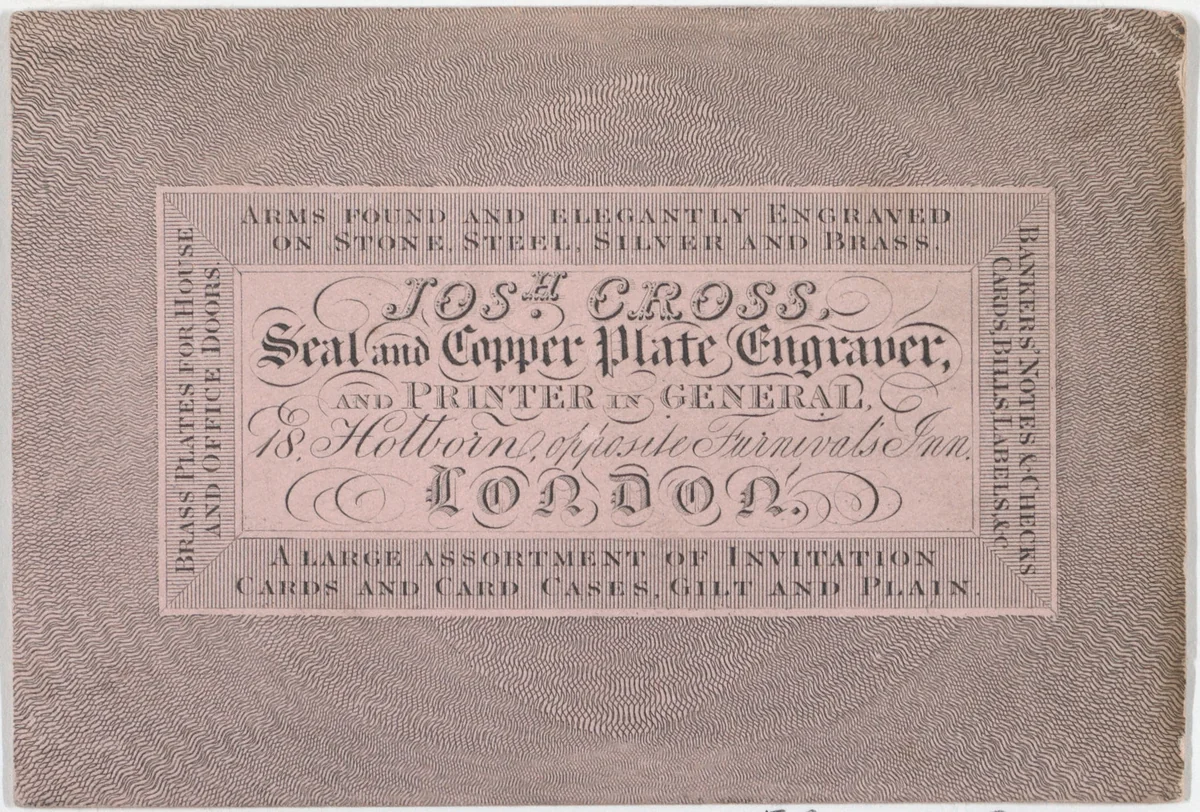 ARMS FOUND AND ELEGANTLY ENGRAVED
ON STONE, STEEL, SILVER AND BRASS.
BRASS PLATES FOR HOUSE
AND OFFICE DOORS
JOS.H CROSS,
Seal and Copper Plate Engraver,
AND PRINTER IN GENERAL,
18, Holborn, opposite Furnival's Inn.
LONDON.
BANKERS' NOTES & CHECKS
CARDS, BILLS, LABELS, &c
A LARGE ASSORTMENT OF INVITATION
CARDS AND CARD CASES, GILT AND PLAIN.